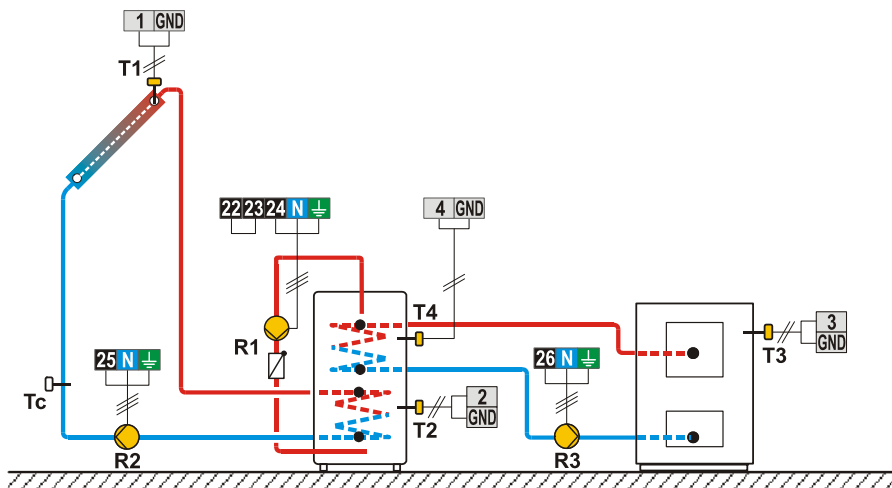 1 GND
T1
22 23 24 N
4 GND
T4
R1
3
GND
T3
25 N
26 N
Tc
2
GND
T2
R2
R3